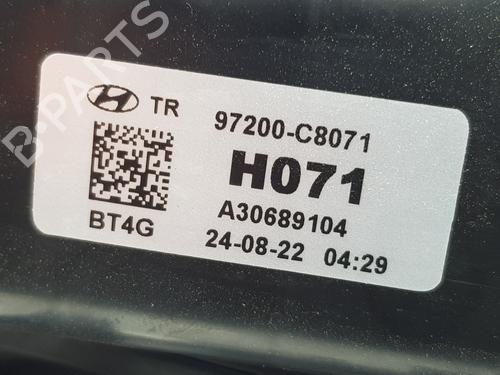 B-PARTS
TR 97200-C8071
H071
A30689104
BT4G
24-08-22 04:29